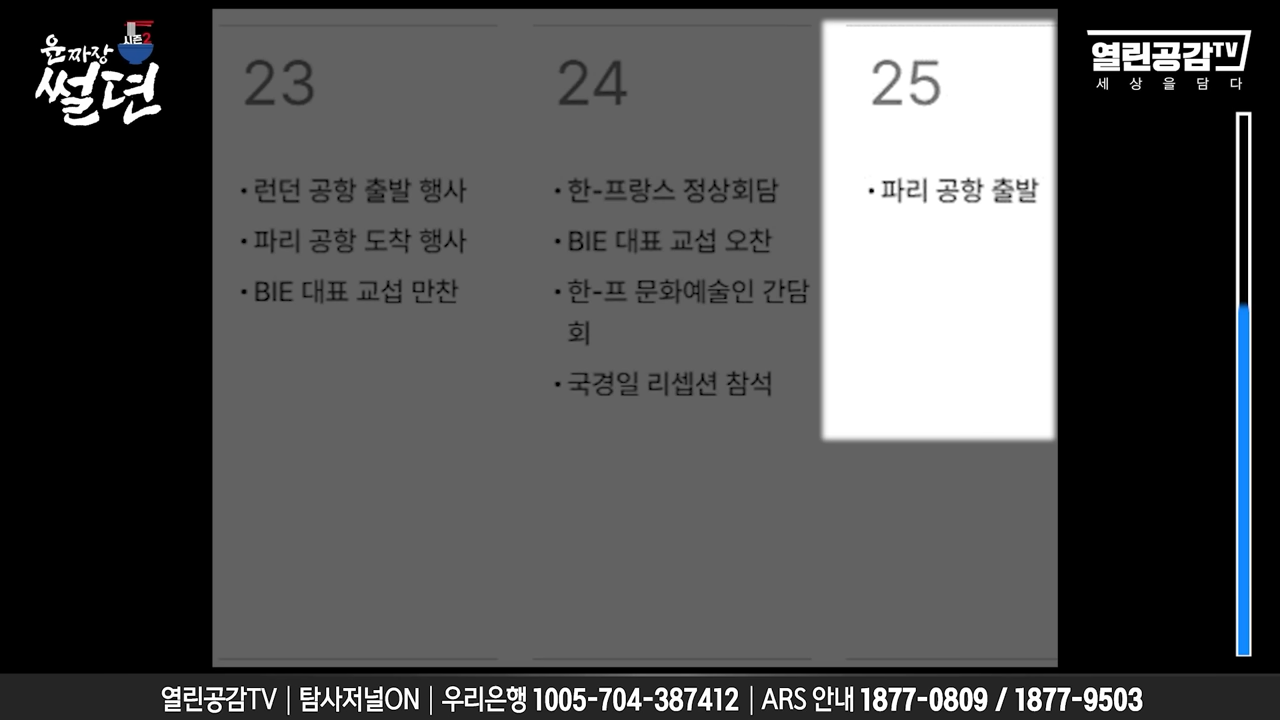 윤짜장
시즌2
썰뎐
열린공감TV
세상을담다
23
• 런던 공항 출발 행사
• 파리 공항 도착 행사
• BIE 대표 교섭 만찬
24
• 한-프랑스 정상회담
• BIE 대표 교섭 오찬
• 한-프 문화예술인 간담
회
• 국경일 리셉션 참석
25
• 파리 공항 출발
열린공감TV | 탐사저널ON | 우리은행 1005-704-387412 | ARS 안내 1877-0809 / 1877-9503